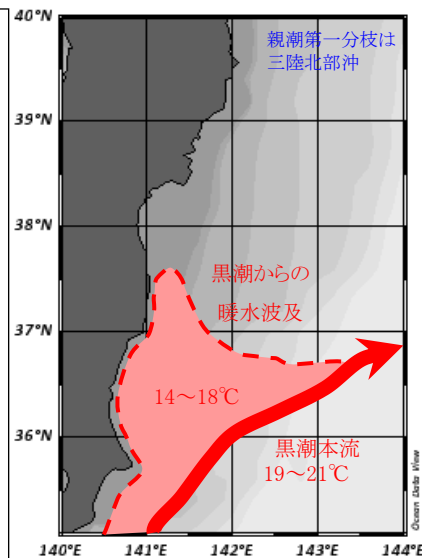 40°N
親潮第一分枝は
三陸北部沖
39°N
38°N
黒潮からの
暖水波及
37°N
14～18℃
36°N
黒潮本流
19～21℃
Ocean Data View
140°E
141°E
142°E
143°E
144°E